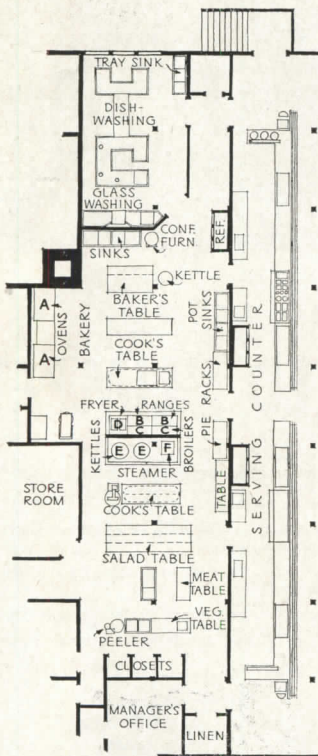 TRAY SINK
DISH-
WASHING
GLASS
WASHING
CONF.
FURN.
REF.
SINKS
KETTLE
A
OVENS
BAKERY
BAKER'S
TABLE
POT
SINKS
COOK'S
TABLE
A
PIE RACKS
SERVING COUNTER
FRYER
RANGES
D
B
B
C
C
KETTLES
BROILERS
E
E
F
STEAMER
COOK'S TABLE
TABLE
STORE
ROOM
SALAD TABLE
MEAT
TABLE
VEG.
TABLE
PEELER
CLOSETS
MANAGER'S
OFFICE
LINEN